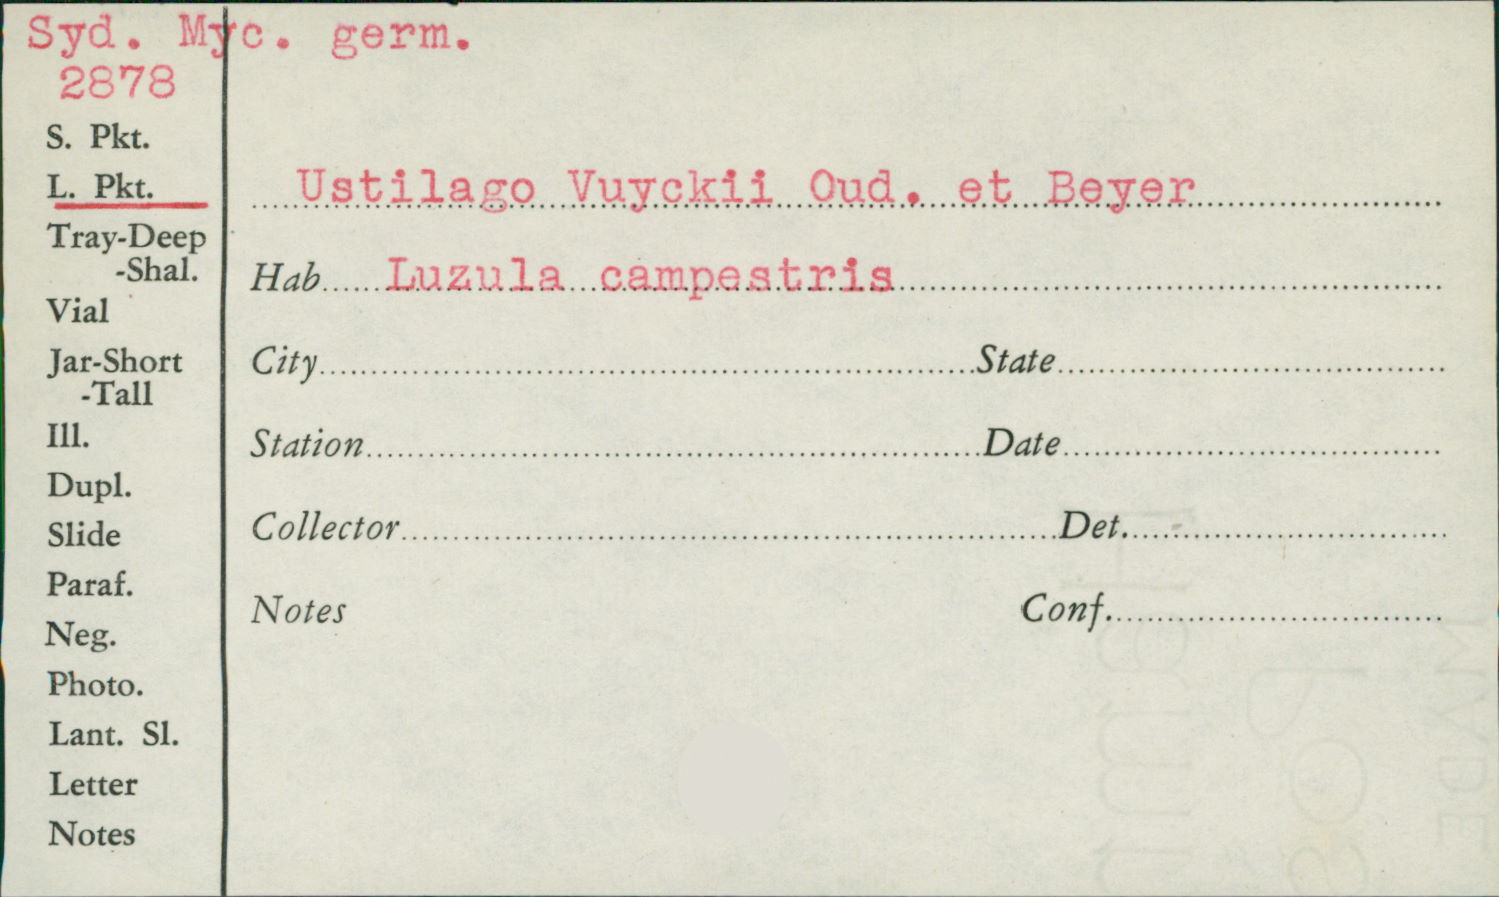 Syd. Myc. germ.
2878
S. Pkt.
L. Pkt.
Tray-Deep
-Shal.
Vial
Jar-Short
-Tall
Ill.
Dupl.
Slide
Paraf.
Neg.
Photo.
Lant. Sl.
Letter
Notes
Ustilago Vuyckii Oud. et Beyer
Hab Luzula campestris
City State
Station Date
Collector Det.
Notes Conf.